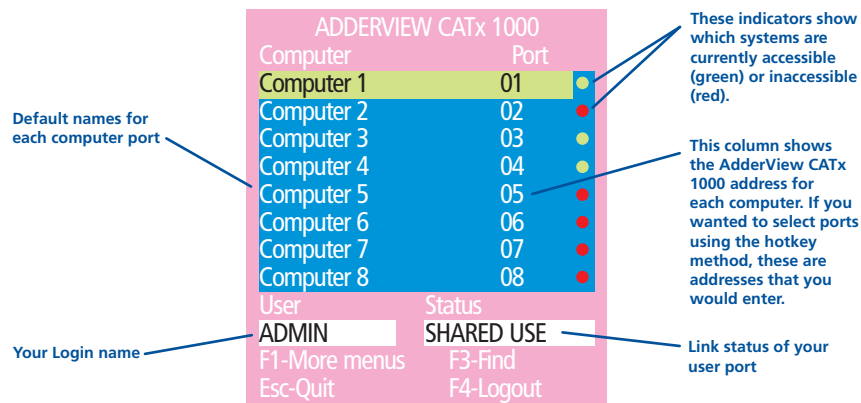 ADDERVIEW CATx 1000
Computer Port
Computer 1 01
Computer 2 02
Computer 3 03
Computer 4 04
Computer 5 05
Computer 6 06
Computer 7 07
Computer 8 08
User Status
ADMIN SHARED USE
F1-More menus F3-Find
Esc-Quit F4-Logout
Default names for
each computer port
Your Login name
These indicators show
which systems are
currently accessible
(green) or inaccessible
(red).
This column shows
the AdderView CATx
1000 address for
each computer. If you
wanted to select ports
using the hotkey
method, these are
addresses that you
would enter.
Link status of your
user port